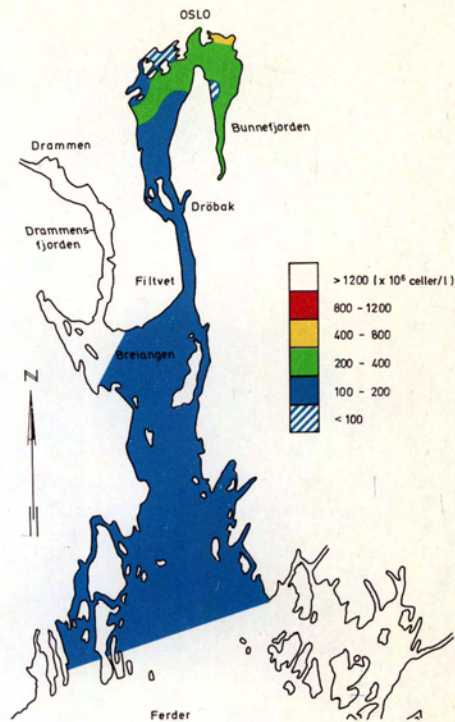 OSLO
Bunnefjorden
Drammen
Dröbak
Drammens-
fjorden
Filtvet
> 1200 (x 10⁶ celler/l)
800 - 1200
400 - 800
200 - 400
100 - 200
< 100
Breiangen
N
Ferder